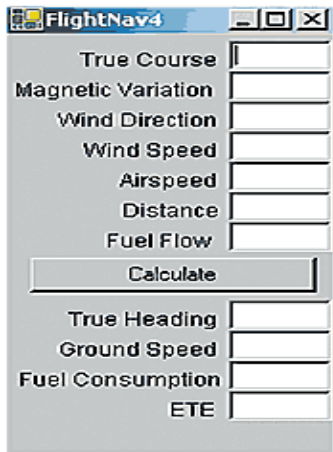 FlightNav4
True Course
Magnetic Variation
Wind Direction
Wind Speed
Airspeed
Distance
Fuel Flow
Calculate
True Heading
Ground Speed
Fuel Consumption
ETE